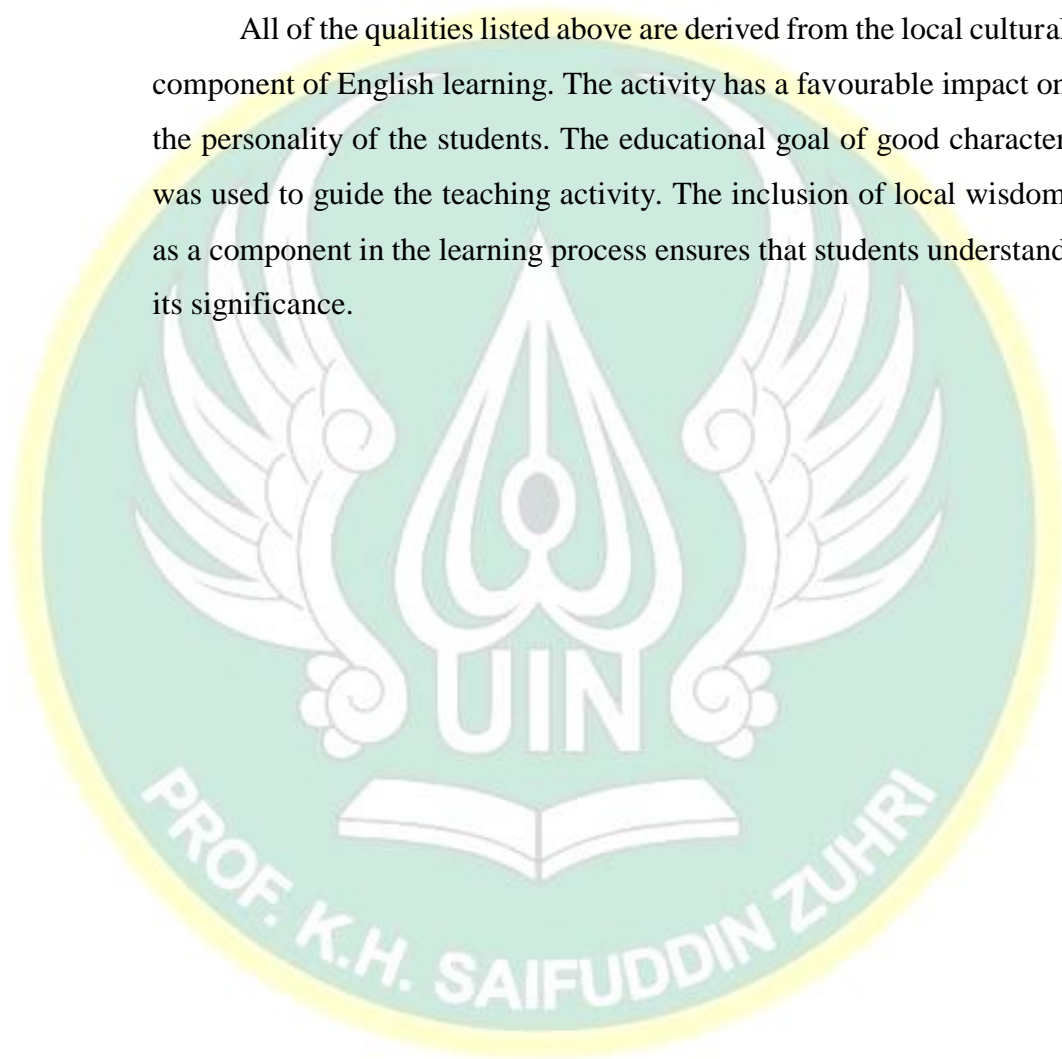 All of the qualities listed above are derived from the local cultural
component of English learning. The activity has a favourable impact on
the personality of the students. The educational goal of good character
was used to guide the teaching activity. The inclusion of local wisdom
as a component in the learning process ensures that students understand
its significance.
UIN
PROF. K.H. SAIFUDDIN ZUHRI